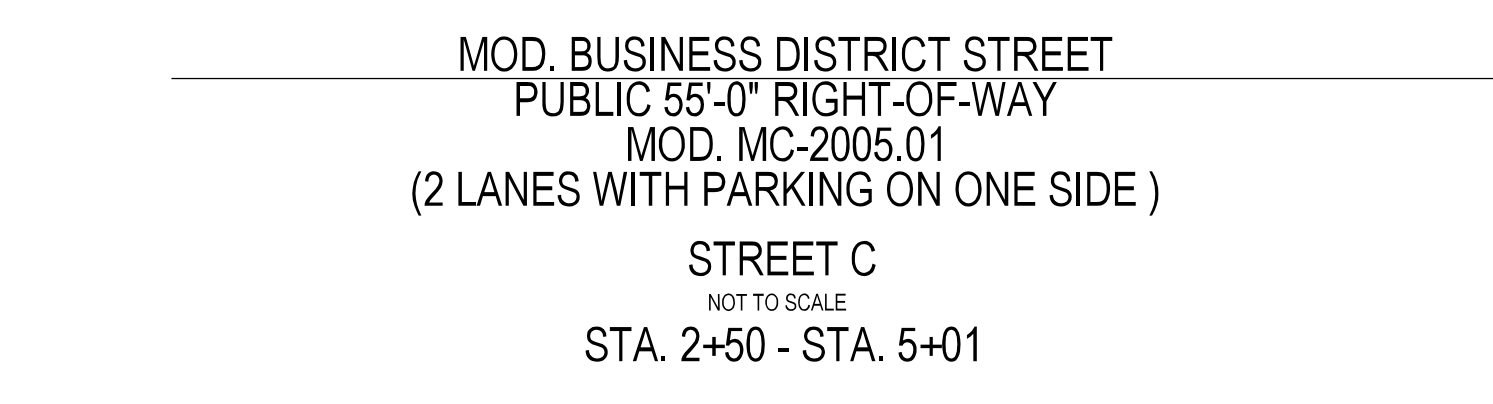 MOD. BUSINESS DISTRICT STREET
PUBLIC 55'-0" RIGHT-OF-WAY
MOD. MC-2005.01
(2 LANES WITH PARKING ON ONE SIDE )
STREET C
NOT TO SCALE
STA. 2+50 - STA. 5+01